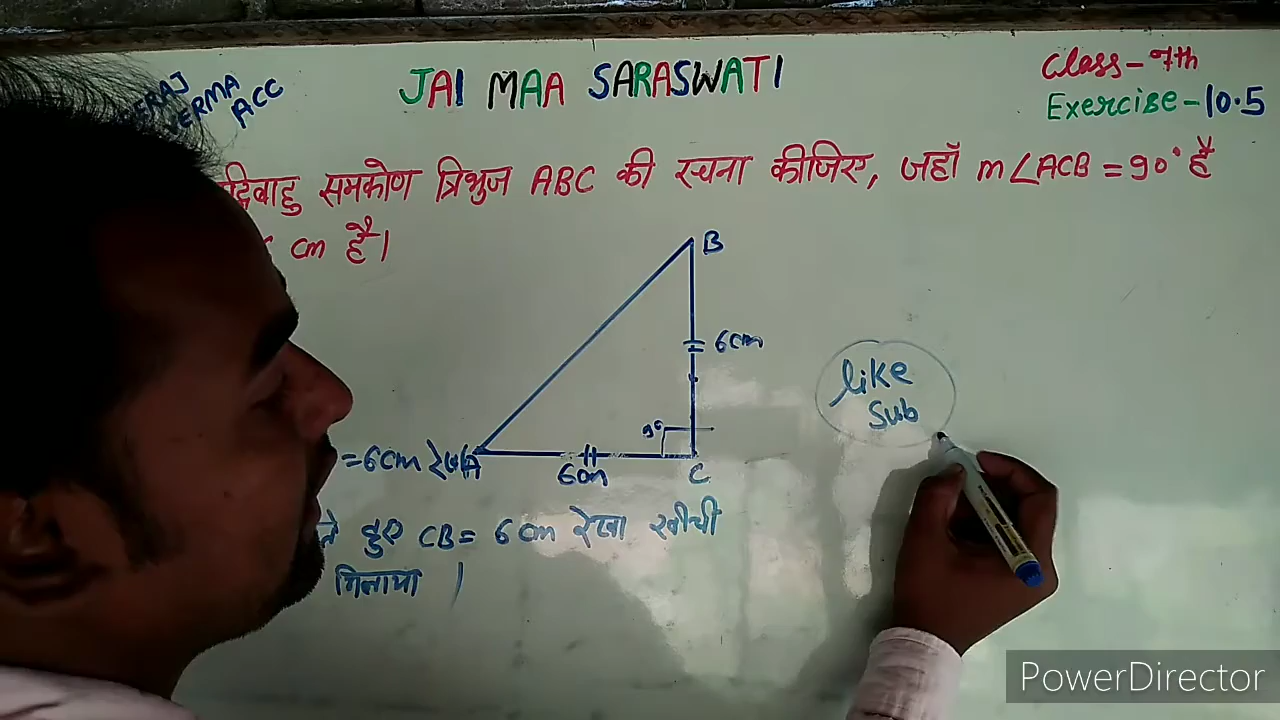 JAI MAA SARASWATI
Class-7th
ACC
Exercise-10.5
समकोण त्रिभुज ABC की रचना कीजिए, जहाँ m∠ACB = 90° है
cm है।
B
6cm
like
Sub
90
=6cm रेखा
A
6cm
C
हुए CB= 6cm रेखा खीची
मिलाया ।
PowerDirector